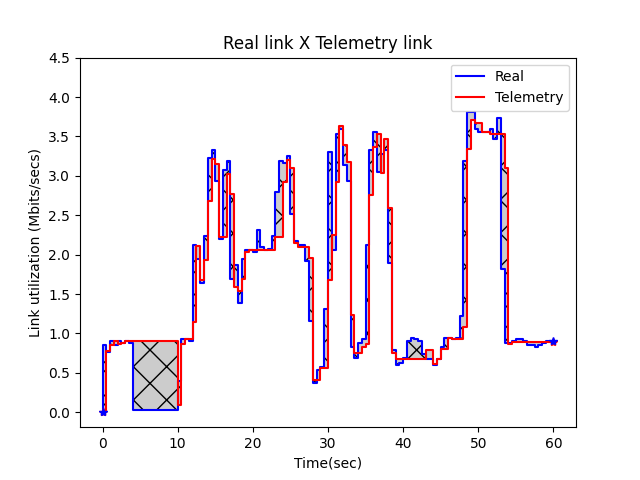 Real link X Telemetry link
Real
Telemetry
Link utilization (Mbits/secs)
4.5
4.0
3.5
3.0
2.5
2.0
1.5
1.0
0.5
0.0
0 10 20 30 40 50 60
Time(sec)